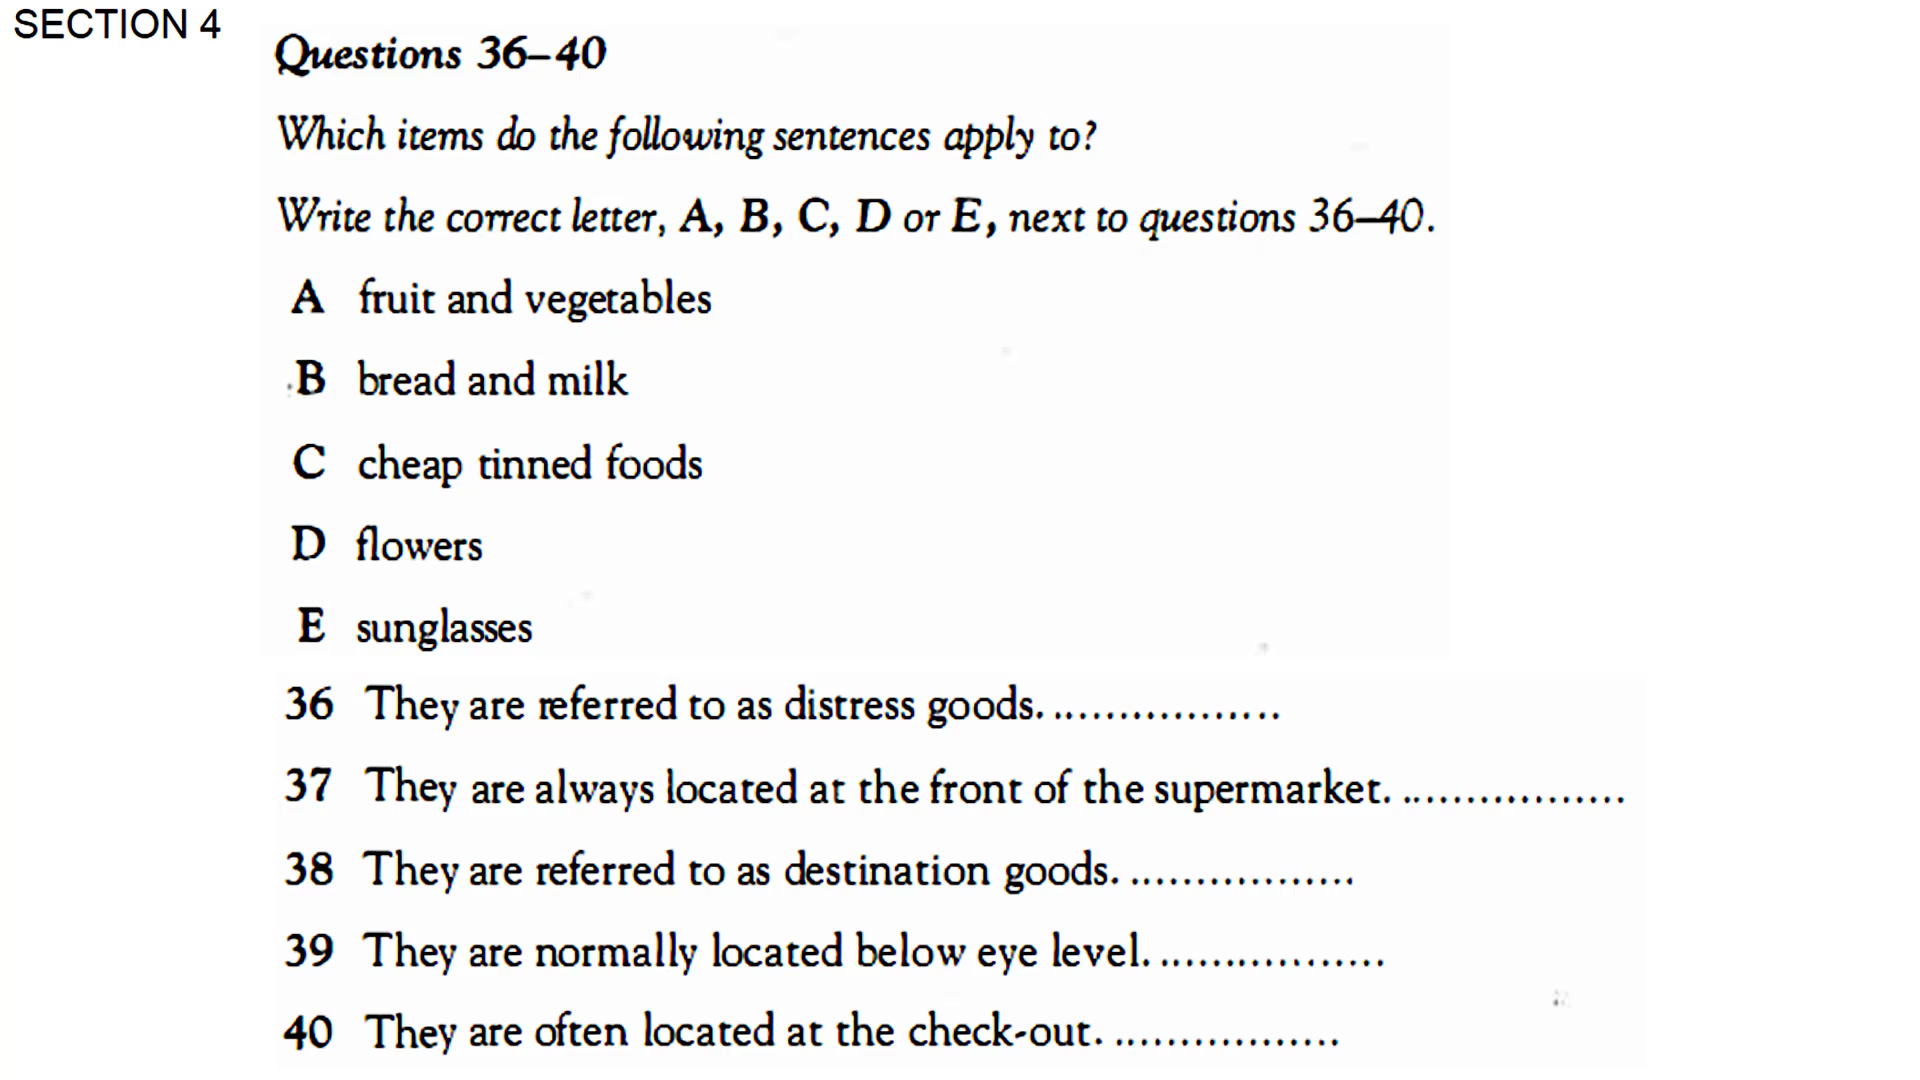 SECTION 4
Questions 36–40
Which items do the following sentences apply to?
Write the correct letter, A, B, C, D or E, next to questions 36–40.
A fruit and vegetables
B bread and milk
C cheap tinned foods
D flowers
E sunglasses
36 They are referred to as distress goods. ..................
37 They are always located at the front of the supermarket. .................
38 They are referred to as destination goods. .................
39 They are normally located below eye level. .................
40 They are often located at the check-out. .................